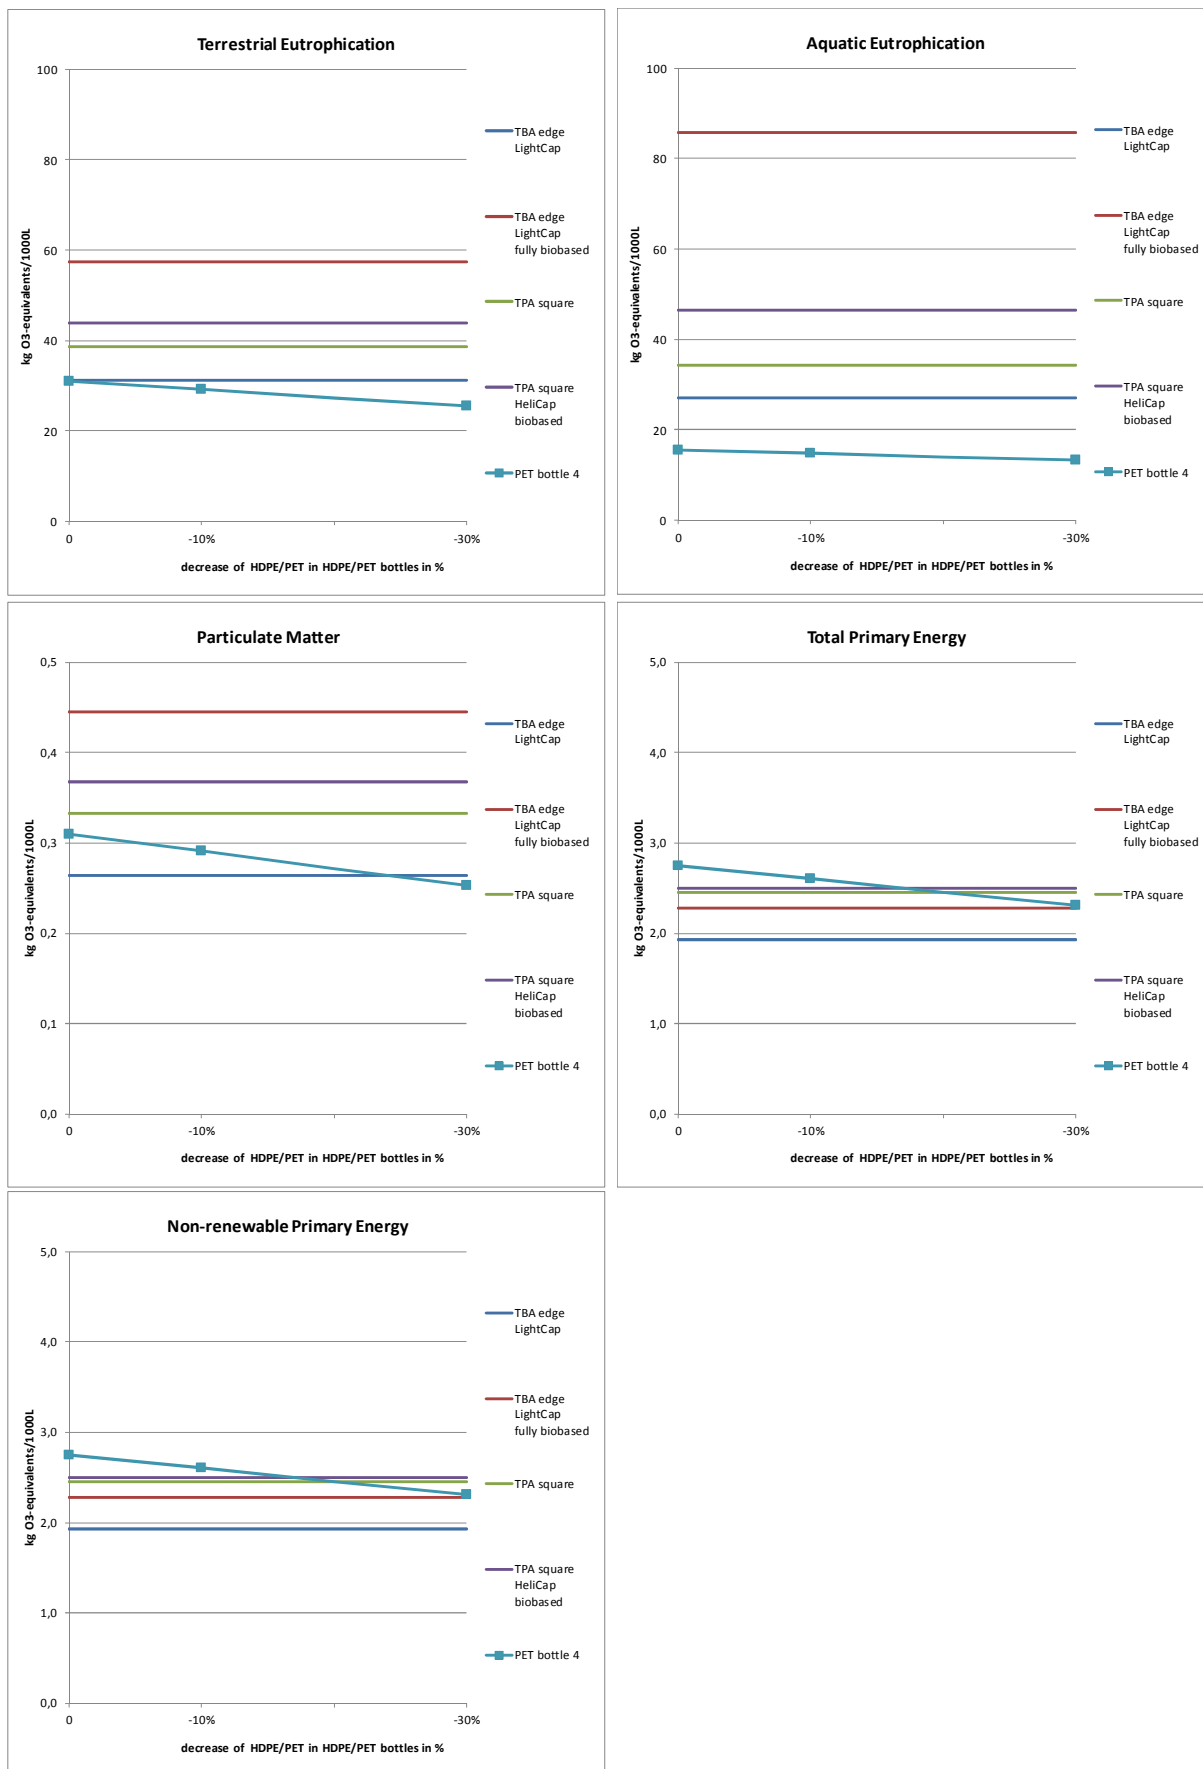 Terrestrial Eutrophication
100
80
60
40
20
0
kg O3-equivalents/1000L
0
-10%
-30%
decrease of HDPE/PET in HDPE/PET bottles in %
TBA edge
LightCap
TBA edge
LightCap
fully biobased
TPA square
TPA square
HeliCap
biobased
PET bottle 4
Aquatic Eutrophication
100
80
60
40
20
0
kg O3-equivalents/1000L
0
-10%
-30%
decrease of HDPE/PET in HDPE/PET bottles in %
TBA edge
LightCap
TBA edge
LightCap
fully biobased
TPA square
TPA square
HeliCap
biobased
PET bottle 4
Particulate Matter
0,5
0,4
0,3
0,2
0,1
0,0
kg O3-equivalents/1000L
0
-10%
-30%
decrease of HDPE/PET in HDPE/PET bottles in %
TBA edge
LightCap
TBA edge
LightCap
fully biobased
TPA square
TPA square
HeliCap
biobased
PET bottle 4
Total Primary Energy
5,0
4,0
3,0
2,0
1,0
0,0
kg O3-equivalents/1000L
0
-10%
-30%
decrease of HDPE/PET in HDPE/PET bottles in %
TBA edge
LightCap
TBA edge
LightCap
fully biobased
TPA square
TPA square
HeliCap
biobased
PET bottle 4
Non-renewable Primary Energy
5,0
4,0
3,0
2,0
1,0
0,0
kg O3-equivalents/1000L
0
-10%
-30%
decrease of HDPE/PET in HDPE/PET bottles in %
TBA edge
LightCap
TBA edge
LightCap
fully biobased
TPA square
TPA square
HeliCap
biobased
PET bottle 4